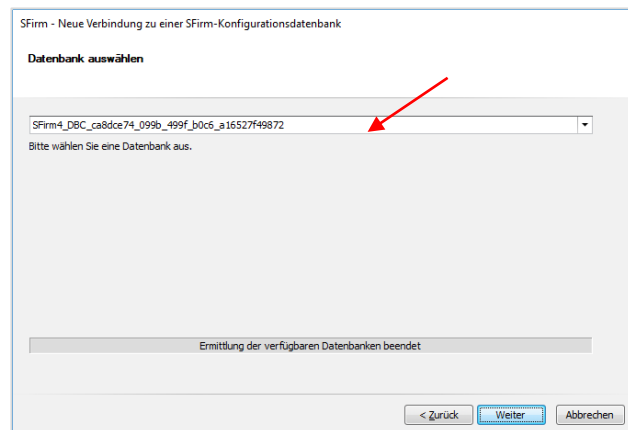 SFirm - Neue Verbindung zu einer SFirm-Konfigurationsdatenbank
Datenbank auswählen
SFirm4_DBC_ca8dce74_099b_499f_b0c6_a16527f49872
Bitte wählen Sie eine Datenbank aus.
Ermittlung der verfügbaren Datenbanken beendet
< Zurück Weiter Abbrechen